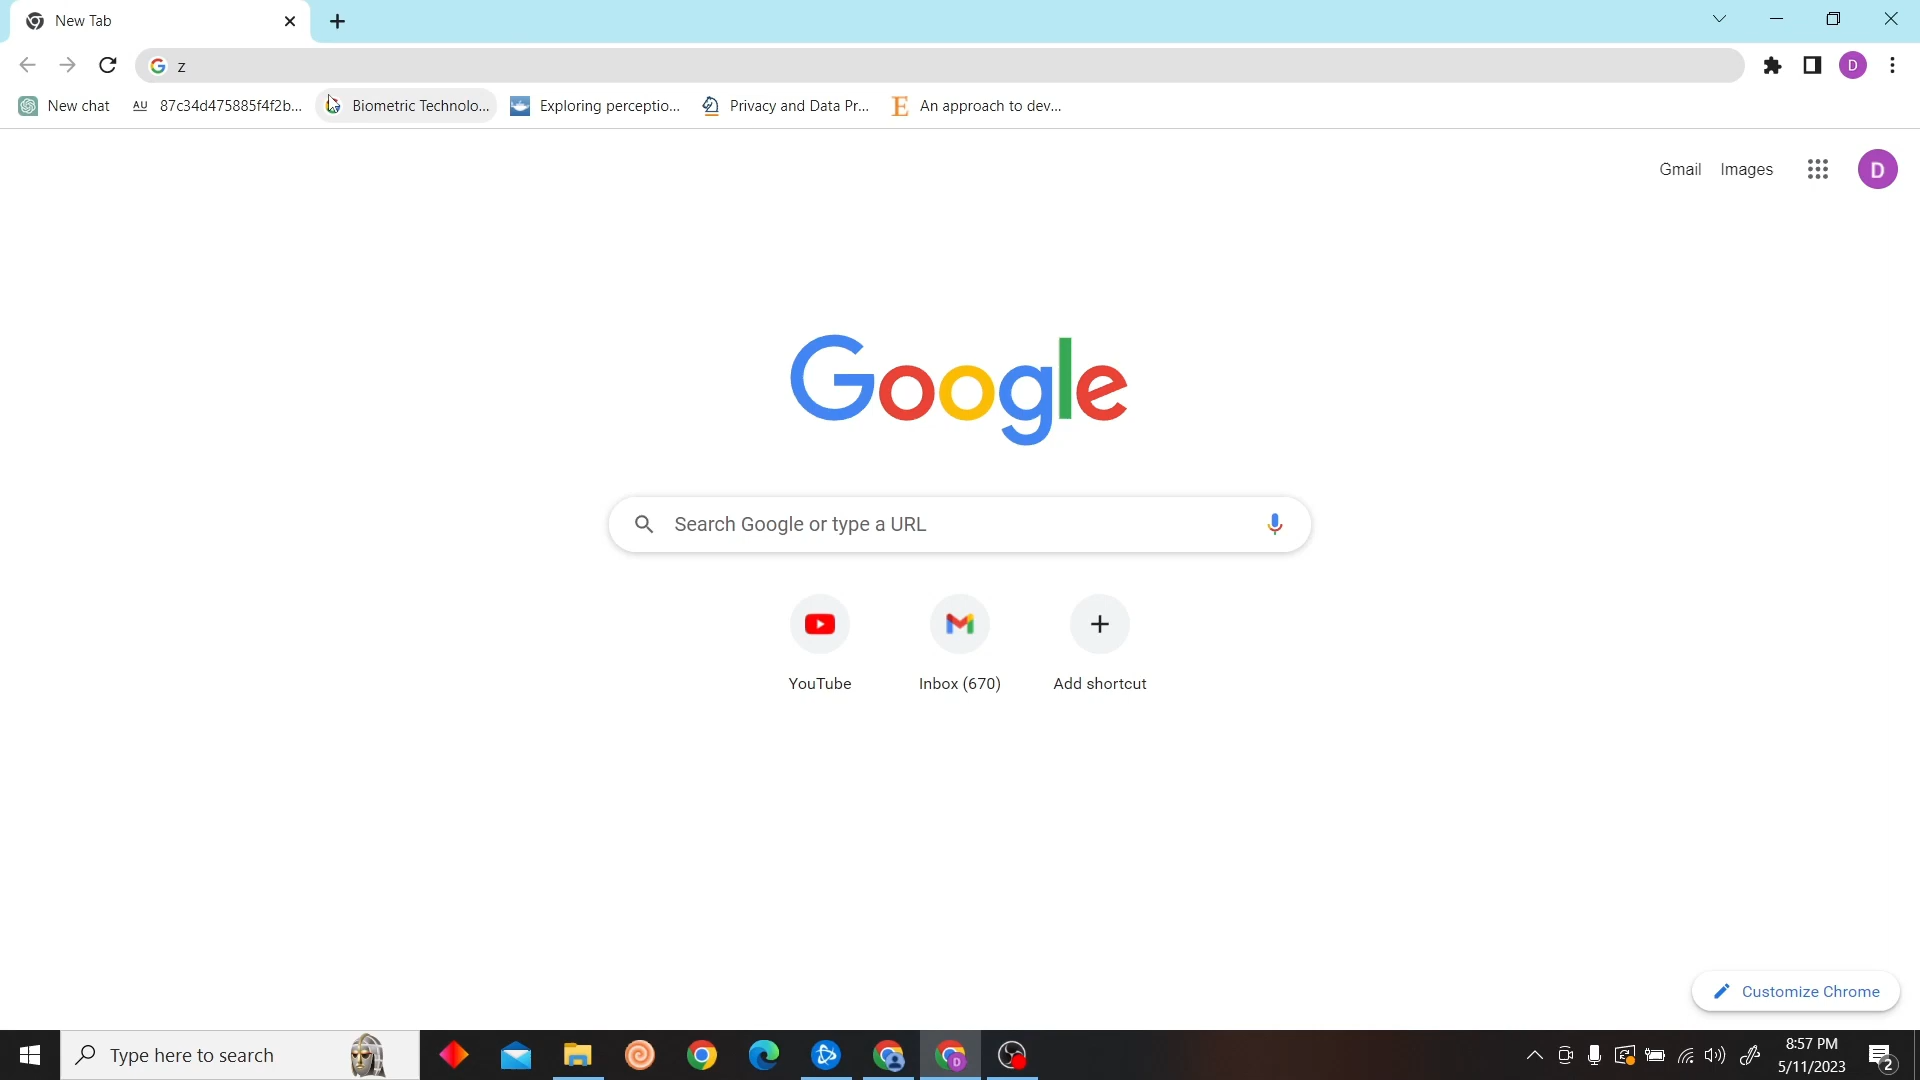 New Tab
z
New chat
AU 87c34d475885f4f2b...
Biometric Technolo...
Exploring perceptio...
Privacy and Data Pr...
E An approach to dev...
Gmail
Images
D
D
Google
Search Google or type a URL
YouTube
Inbox (670)
Add shortcut
Customize Chrome
Type here to search
D
8:57 PM
5/11/2023
2